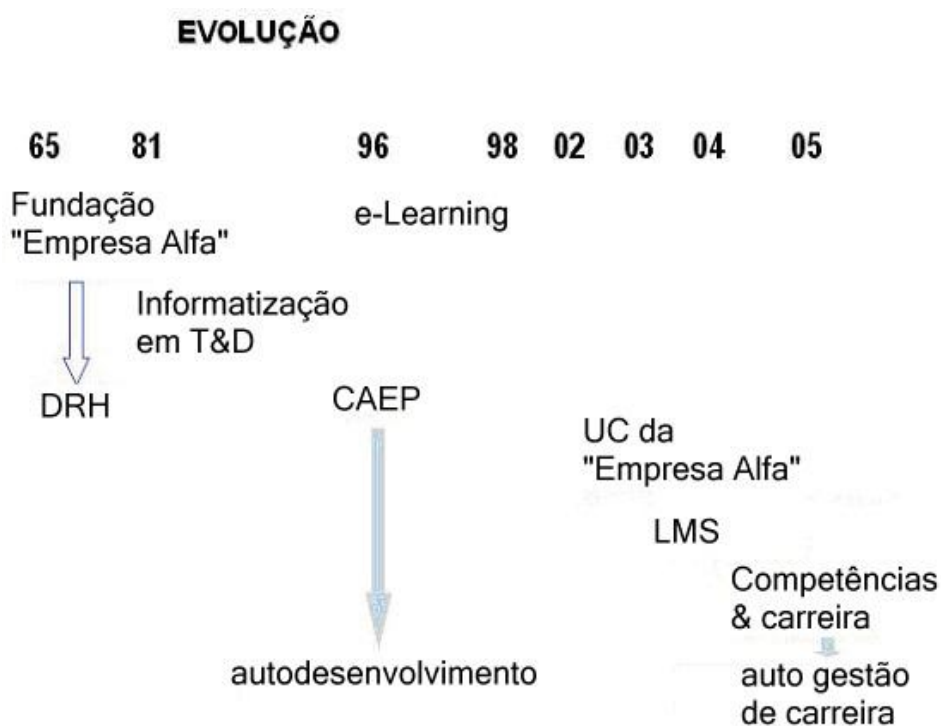 EVOLUÇÃO
65 81 96 98 02 03 04 05
Fundação
"Empresa Alfa"
e-Learning
Informatização
em T&D
DRH
CAEP
UC da
"Empresa Alfa"
LMS
Competências
& carreira
autodesenvolvimento
auto gestão
de carreira